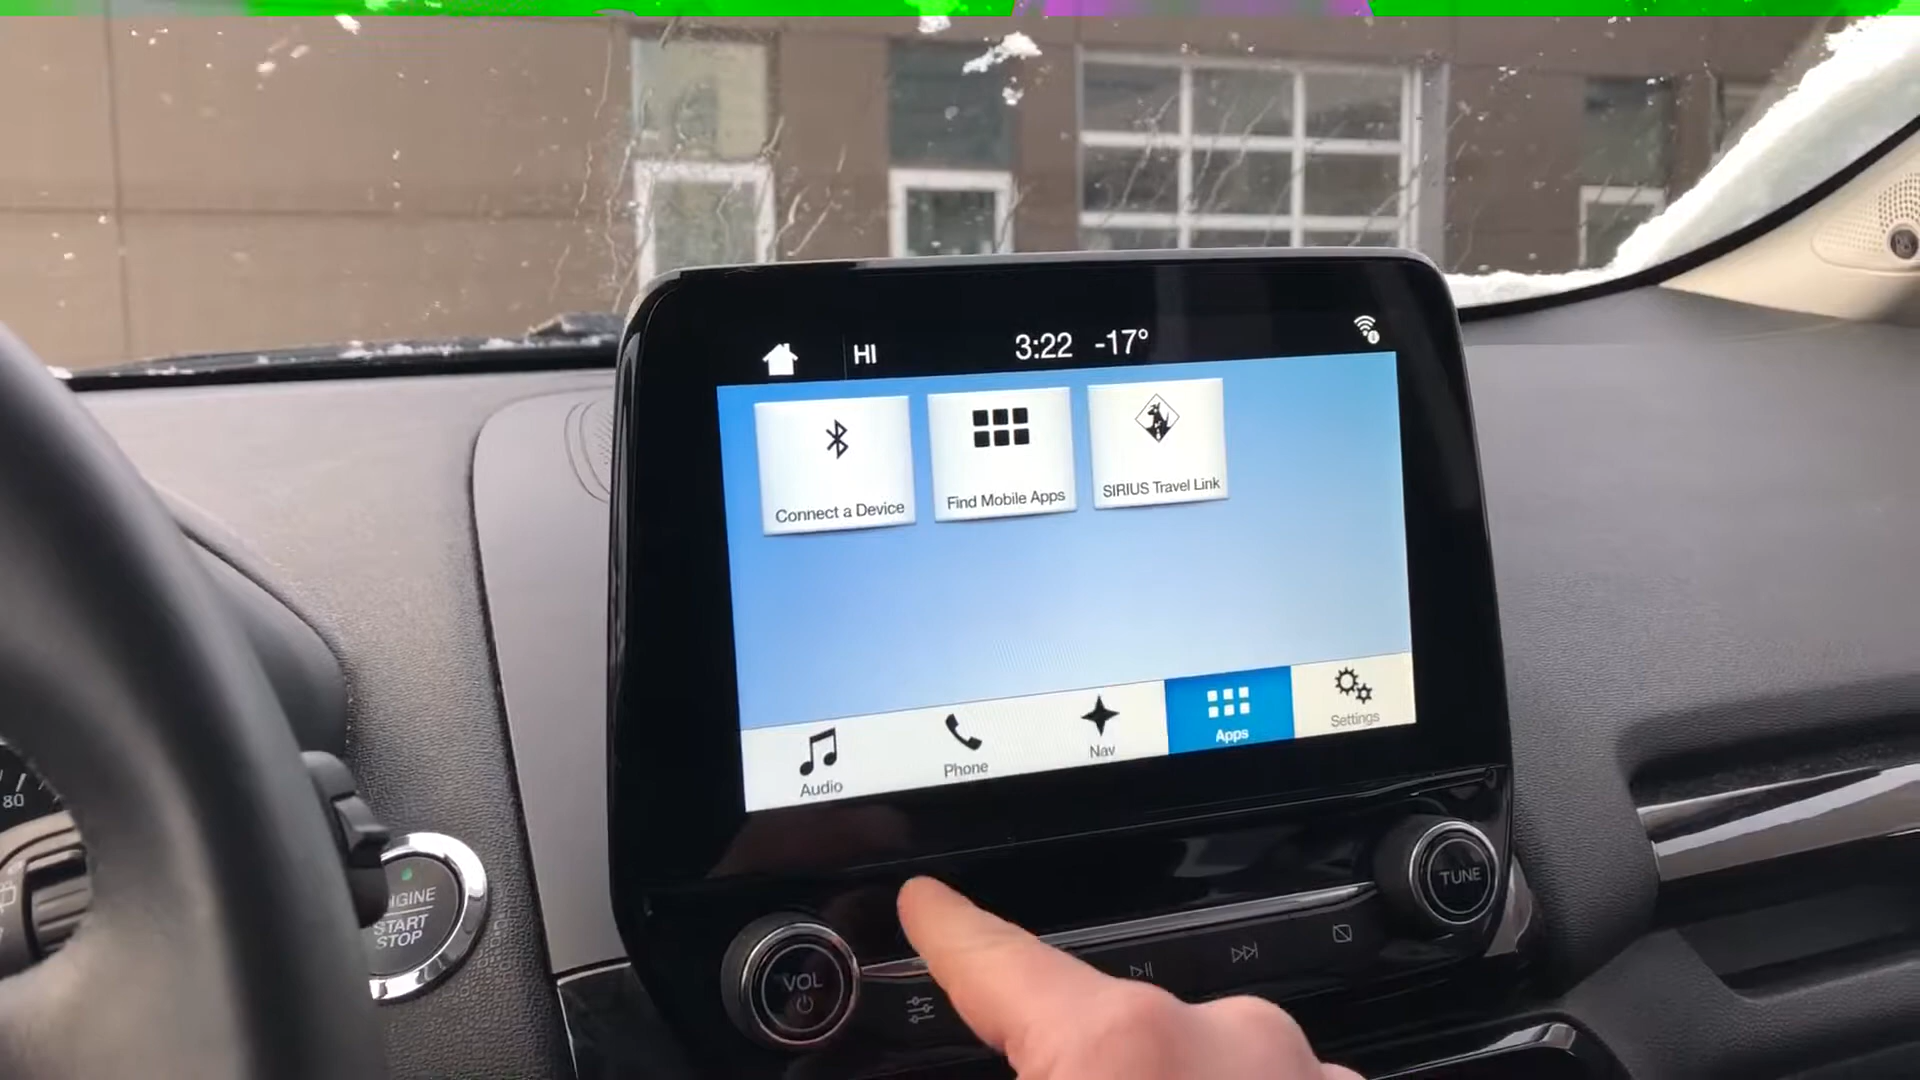 HI
3:22 -17°
Connect a Device
Find Mobile Apps
SIRIUS Travel Link
Audio
Phone
Nav
Apps
Settings
80
START
STOP
VOL
TUNE